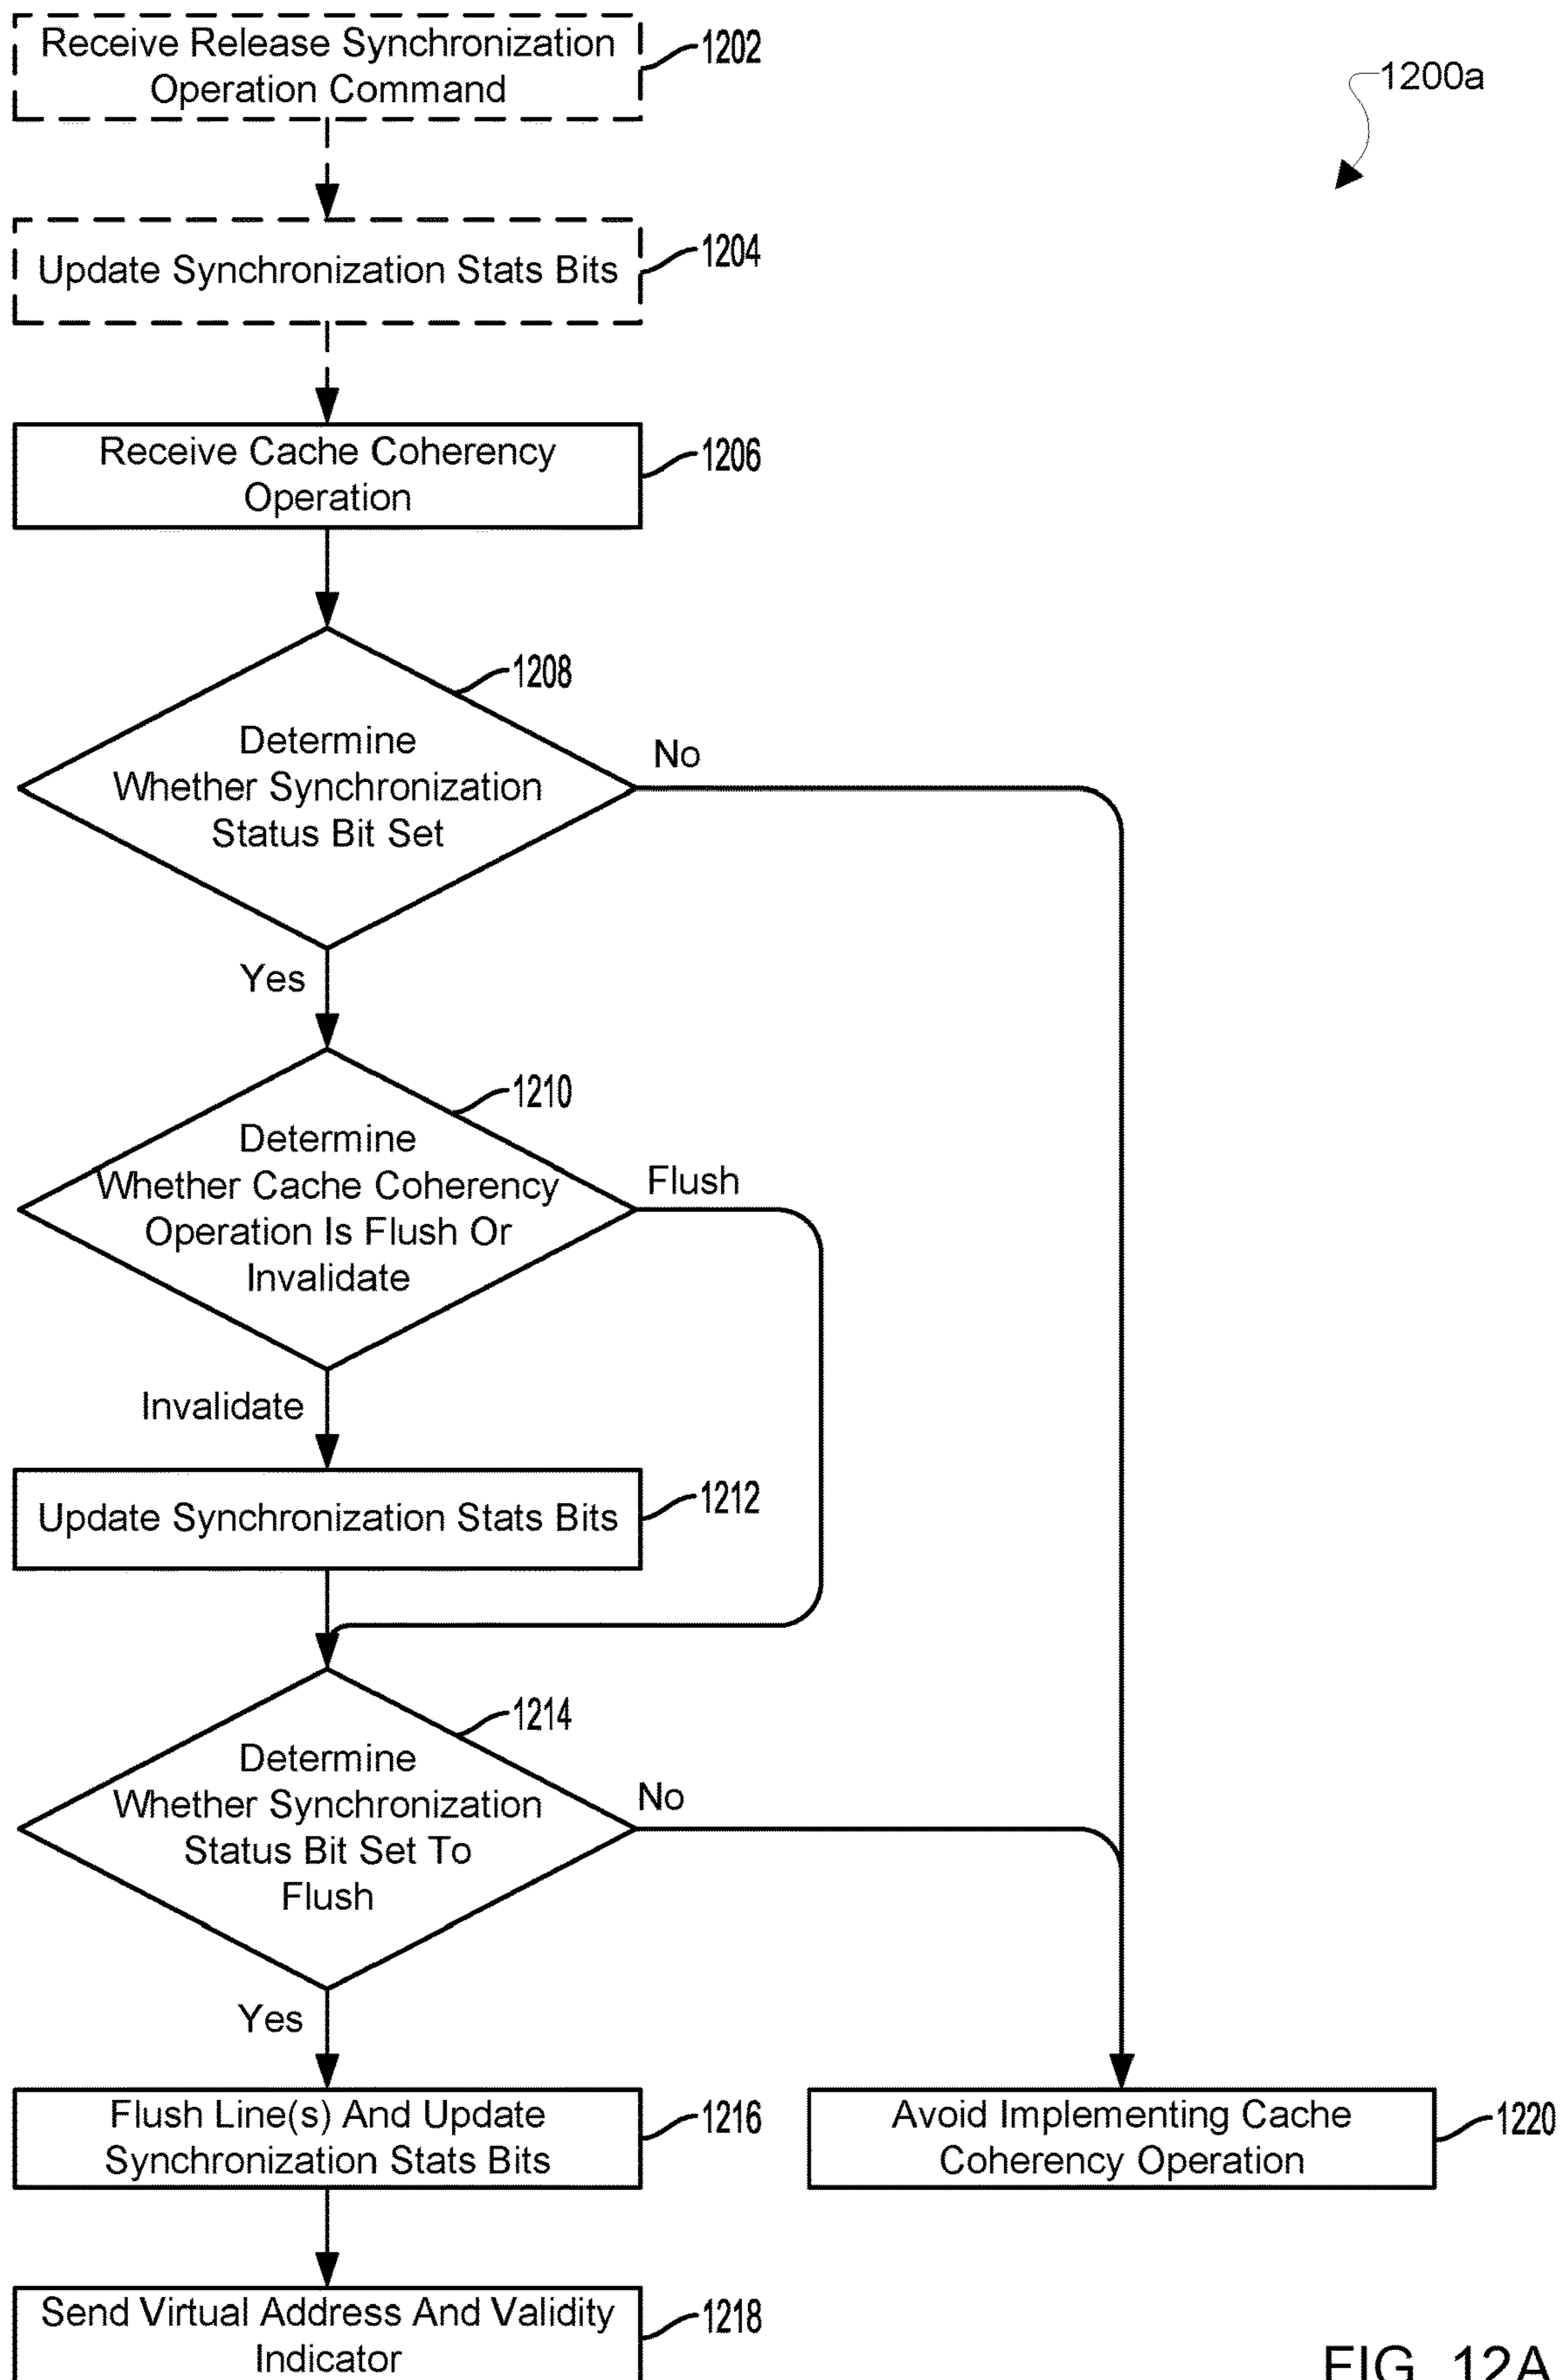 Receive Release Synchronization
Operation Command
1202
1200a
Update Synchronization Stats Bits
1204
Receive Cache Coherency
Operation
1206
1208
Determine
Whether Synchronization
Status Bit Set
No
Yes
1210
Determine
Whether Cache Coherency
Operation Is Flush Or
Invalidate
Flush
Invalidate
Update Synchronization Stats Bits
1212
1214
Determine
Whether Synchronization
Status Bit Set To
Flush
No
Yes
Flush Line(s) And Update
Synchronization Stats Bits
1216
Avoid Implementing Cache
Coherency Operation
1220
Send Virtual Address And Validity
Indicator
1218
FIG. 12A